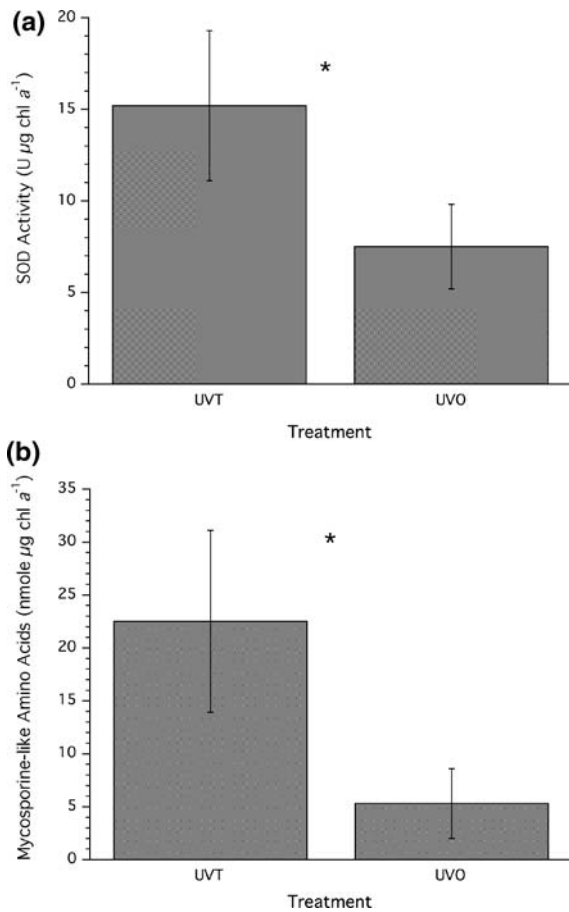 (a)
SOD Activity (U µg chl a⁻¹)
20
15
10
5
0
*
UVT
UVO
Treatment
(b)
Mycosporine-like Amino Acids (nmole µg chl a⁻¹)
35
30
25
20
15
10
5
0
*
UVT
UVO
Treatment